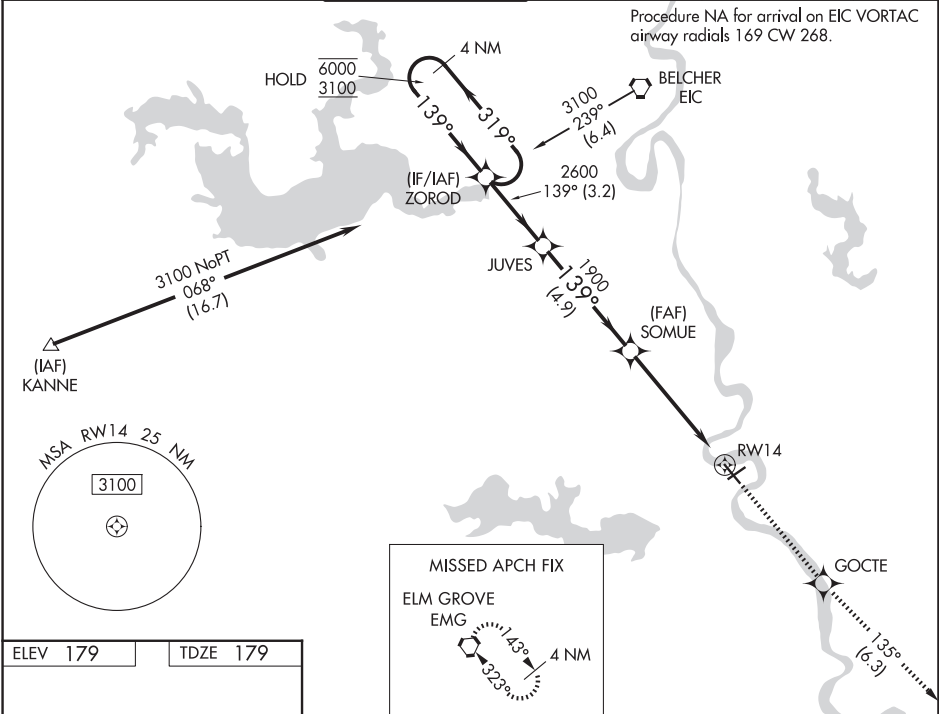 Procedure NA for arrival on EIC VORTAC
airway radials 169 CW 268.
4 NM
HOLD
6000
3100
139°
319°
BELCHER
EIC
3100
239°
(6.4)
(IF/IAF)
ZOROD
2600
139° (3.2)
JUVES
1900
139°
(4.9)
3100 NoPT
068°
(16.7)
(FAF)
SOMUE
(IAF)
KANNE
MSA RW14 25 NM
3100
RW14
GOCTE
135°
(6.3)
MISSED APCH FIX
ELM GROVE
EMG
143°
4 NM
323°
ELEV 179
TDZE 179